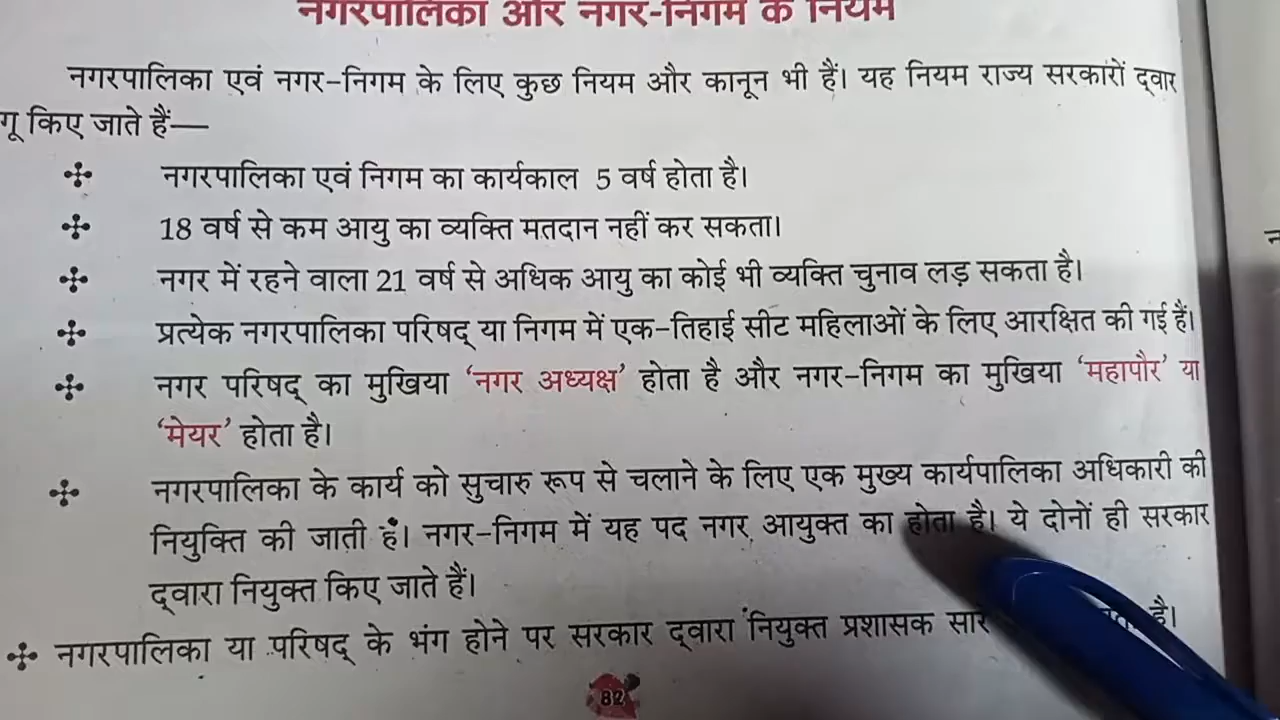 नगरपालिका और नगर-निगम के नियम
नगरपालिका एवं नगर-निगम के लिए कुछ नियम और कानून भी हैं। यह नियम राज्य सरकारों द्वार
गू किए जाते हैं—
नगरपालिका एवं निगम का कार्यकाल 5 वर्ष होता है।
18 वर्ष से कम आयु का व्यक्ति मतदान नहीं कर सकता।
नगर में रहने वाला 21 वर्ष से अधिक आयु का कोई भी व्यक्ति चुनाव लड़ सकता है।
प्रत्येक नगरपालिका परिषद् या निगम में एक-तिहाई सीट महिलाओं के लिए आरक्षित की गई हैं।
नगर परिषद् का मुखिया ‘नगर अध्यक्ष’ होता है और नगर-निगम का मुखिया ‘महापौर’ या
‘मेयर’ होता है।
नगरपालिका के कार्य को सुचारु रूप से चलाने के लिए एक मुख्य कार्यपालिका अधिकारी की
नियुक्ति की जाती है। नगर-निगम में यह पद नगर आयुक्त का होता है। ये दोनों ही सरकार
द्वारा नियुक्त किए जाते हैं।
नगरपालिका या परिषद् के भंग होने पर सरकार द्वारा नियुक्त प्रशासक है।
82